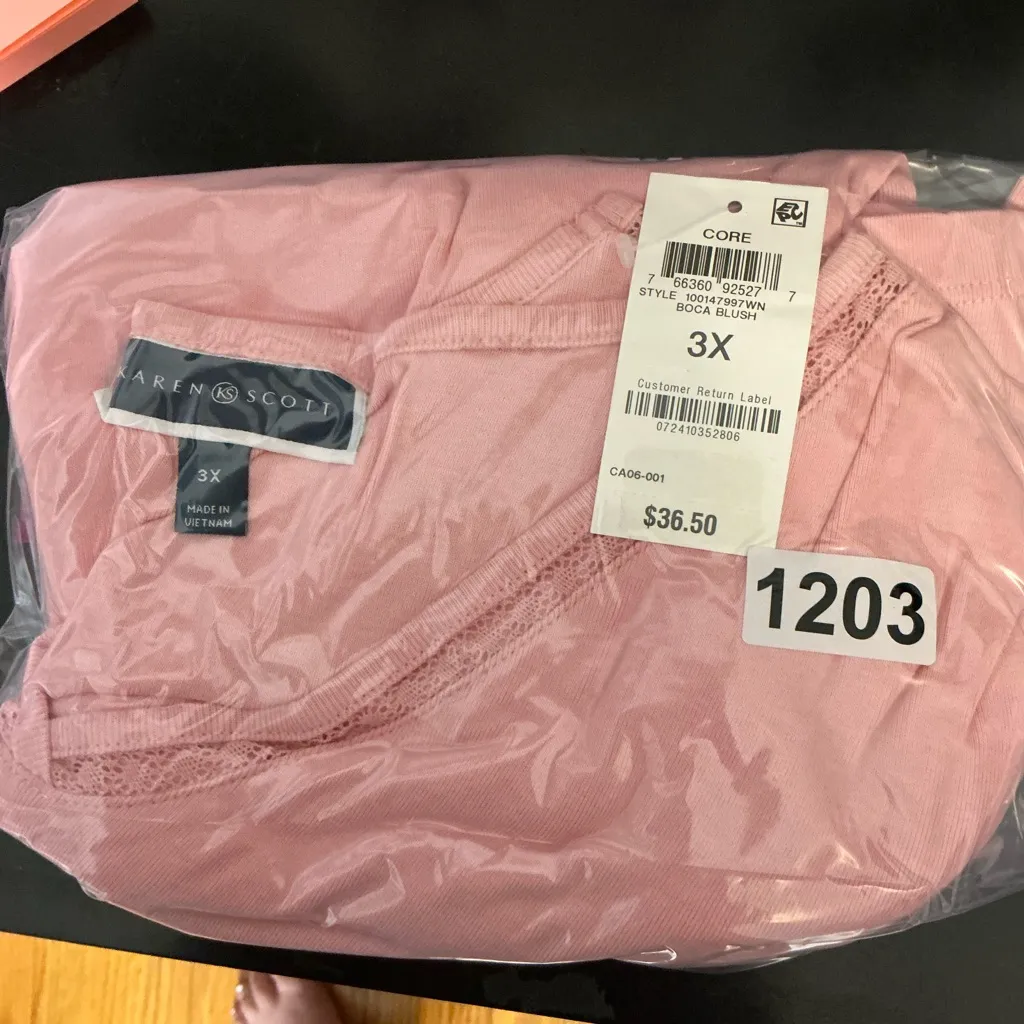 KAREN KS SCOTT
3X
MADE IN
VIETNAM
CORE
7 66360 92527 7
STYLE 100147997WN
BOCA BLUSH
3X
Customer Return Label
072410352806
CA06-001
$36.50
1203